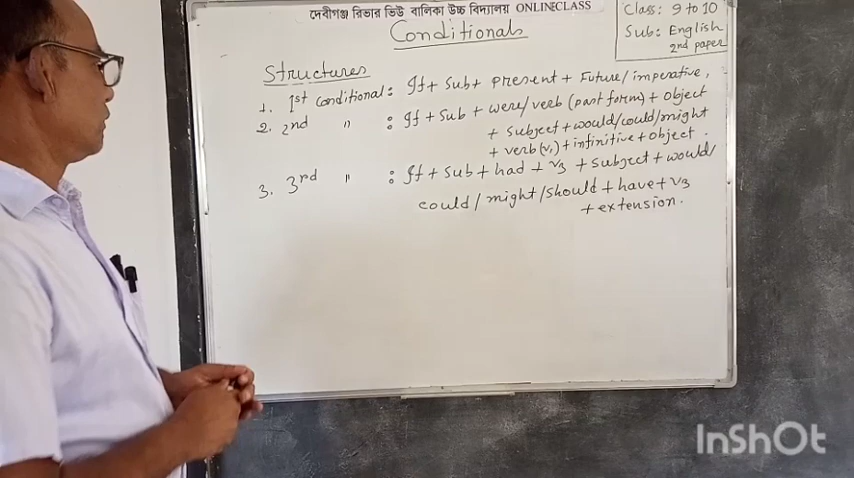 দেবীগঞ্জ রিভার ভিউ বালিকা উচ্চ বিদ্যালয় ONLINECLASS
Class: 9 to 10
Sub: English
2nd paper
Conditionals
Structures
1. 1st conditional: If + Sub + present + Future/imperative,
2. 2nd " : If + Sub + were/verb (past form) + object
+ subject + would/could/might
+ verb(v1) + infinitive + object.
3. 3rd " : If + sub + had + v3 + subject + would/
could/might/should + have + v3
+ extension.
InShOt